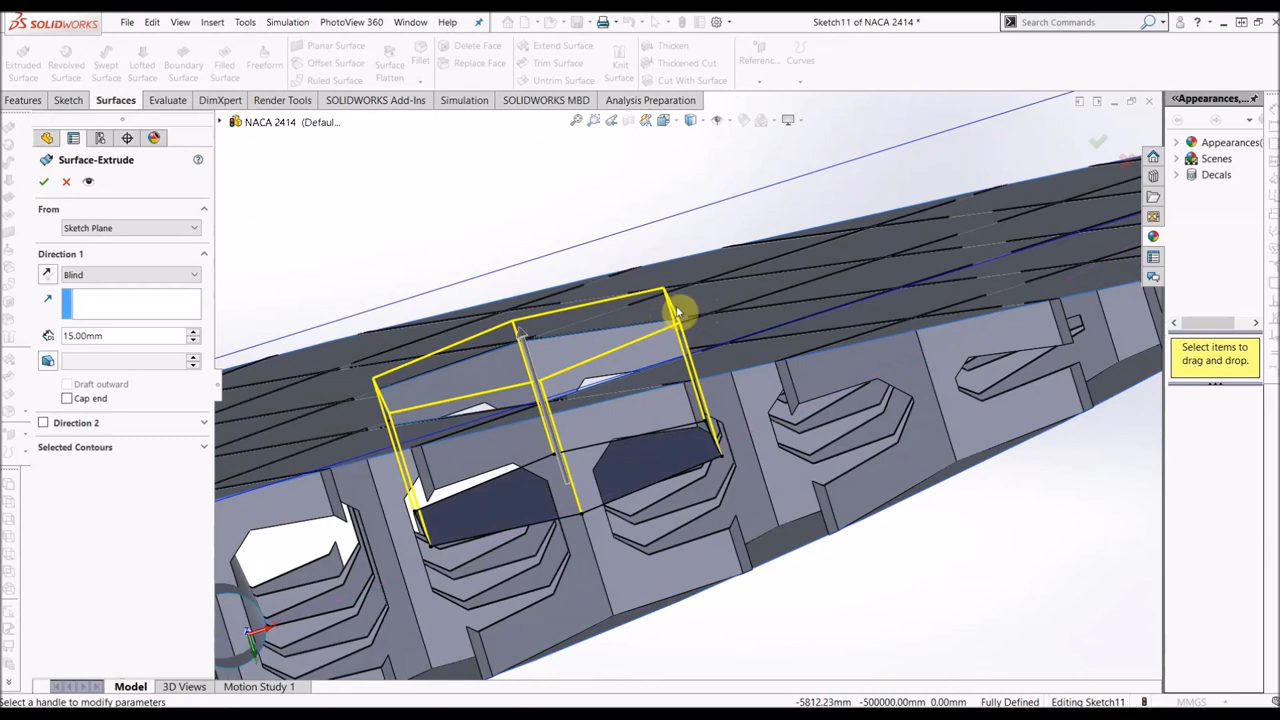 SOLIDWORKS
File
Edit
View
Insert
Tools
Simulation
PhotoView 360
Window
Help
Sketch11 of NACA 2414 *
Search Commands
Extruded Surface
Revolved Surface
Swept Surface
Lofted Surface
Boundary Surface
Filled Surface
Freeform
Planar Surface
Offset Surface
Ruled Surface
Surface Flatten
Fillet
Delete Face
Replace Face
Extend Surface
Trim Surface
Untrim Surface
Knit Surface
Thicken
Thickened Cut
Cut With Surface
Referenc...
Curves
Features
Sketch
Surfaces
Evaluate
DimXpert
Render Tools
SOLIDWORKS Add-Ins
Simulation
SOLIDWORKS MBD
Analysis Preparation
NACA 2414 (Defaul...
Surface-Extrude
From
Sketch Plane
Direction 1
Blind
15.00mm
Draft outward
Cap end
Direction 2
Selected Contours
«Appearances,...
Appearances(
Scenes
Decals
Select items to
drag and drop.
Model
3D Views
Motion Study 1
Select a handle to modify parameters
-5812.23mm
-500000.00mm
0.00mm
Fully Defined
Editing Sketch11
MMGS